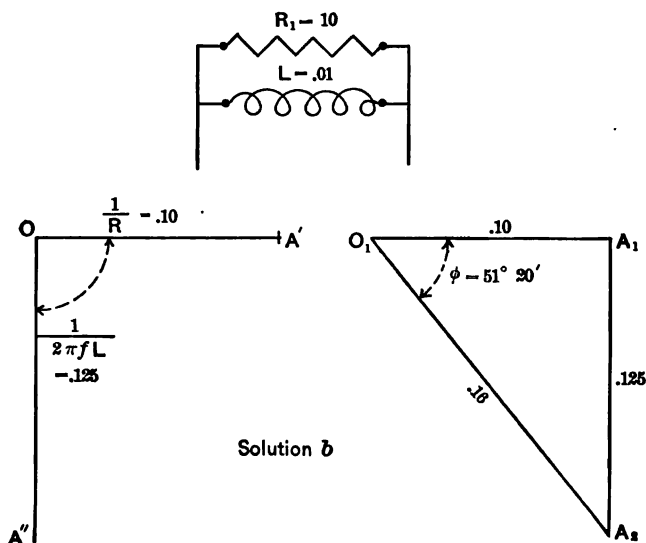 R₁ = 10
L = .01
O
1/R = .10
A'
1/2πfL
= .125
A"
O₁
.10
A₁
φ = 51° 20'
.16
.125
A₂
Solution b